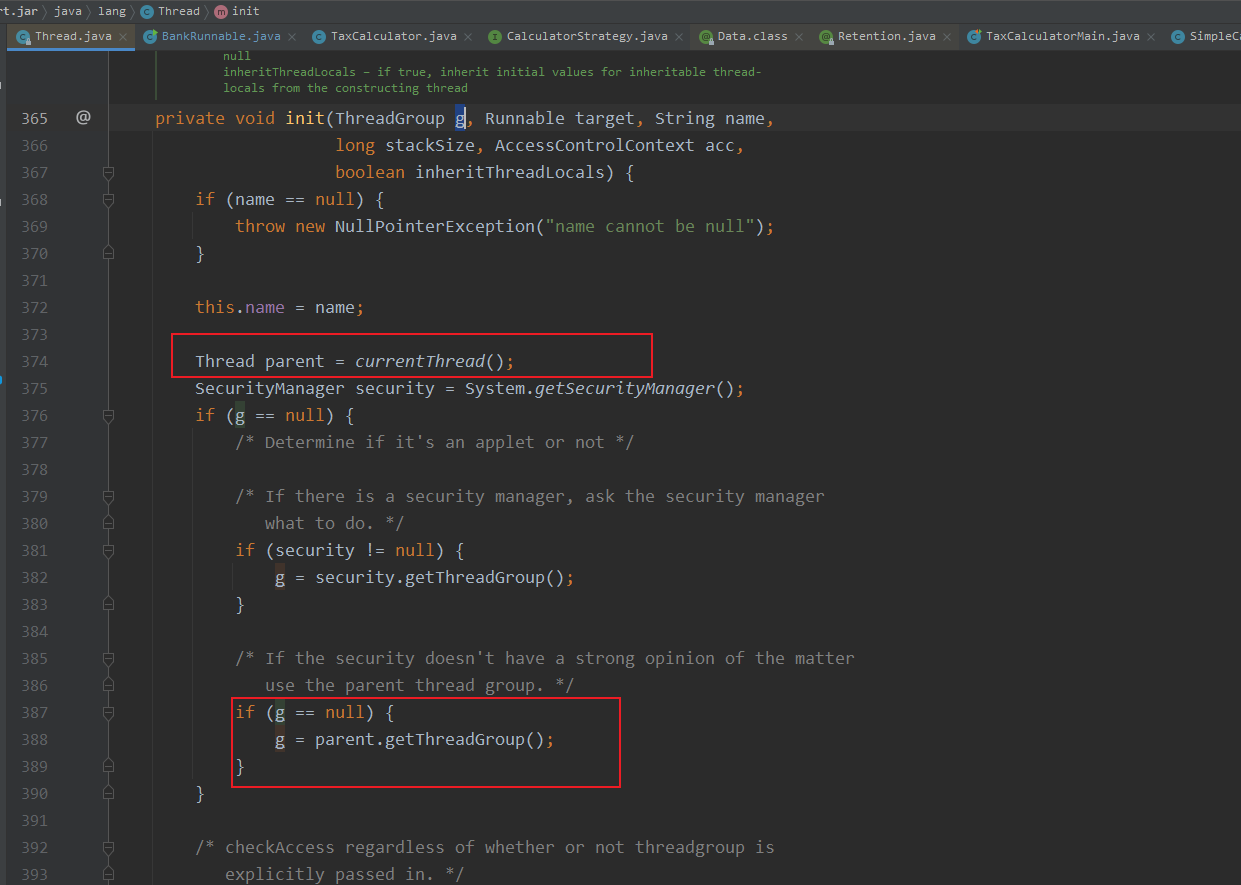 rt.jar java lang Thread init
Thread.java BankRunnable.java TaxCalculator.java CalculatorStrategy.java Data.class Retention.java TaxCalculatorMain.java
null
inheritThreadLocals – if true, inherit initial values for inheritable thread-
locals from the constructing thread
365 @ private void init(ThreadGroup g, Runnable target, String name,
366 long stackSize, AccessControlContext acc,
367 boolean inheritThreadLocals) {
368 if (name == null) {
369 throw new NullPointerException("name cannot be null");
370 }
371
372 this.name = name;
373
374 Thread parent = currentThread();
375 SecurityManager security = System.getSecurityManager();
376 if (g == null) {
377 /* Determine if it's an applet or not */
378
379 /* If there is a security manager, ask the security manager
380 what to do. */
381 if (security != null) {
382 g = security.getThreadGroup();
383 }
384
385 /* If the security doesn't have a strong opinion of the matter
386 use the parent thread group. */
387 if (g == null) {
388 g = parent.getThreadGroup();
389 }
390 }
391
392 /* checkAccess regardless of whether or not threadgroup is
393 explicitly passed in. */